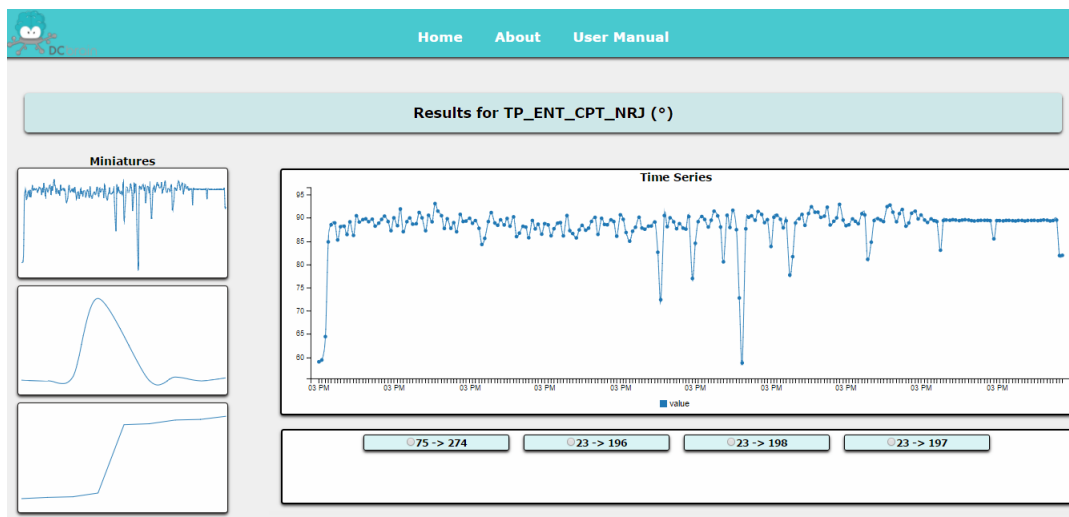 Home About User Manual
DCbrain
Results for TP_ENT_CPT_NRJ (°)
Miniatures
Time Series
95
90
85
80
75
70
65
60
03 PM 03 PM 03 PM 03 PM 03 PM 03 PM 03 PM 03 PM 03 PM 03 PM
value
75 -> 274 23 -> 196 23 -> 198 23 -> 197